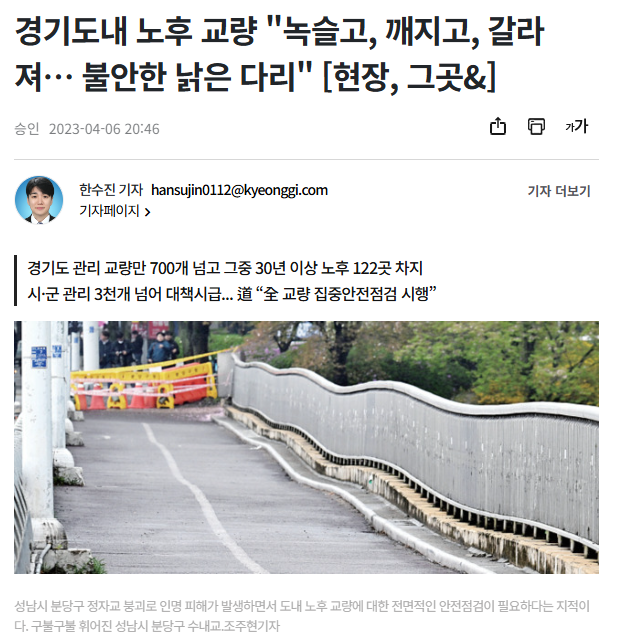 경기도내 노후 교량 "녹슬고, 깨지고, 갈라
져… 불안한 낡은 다리" [현장, 그곳&]
승인 2023-04-06 20:46
가가
한수진 기자 hansujin0112@kyeonggi.com
기자 더보기
기자페이지
경기도 관리 교량만 700개 넘고 그중 30년 이상 노후 122곳 차지
시·군 관리 3천개 넘어 대책시급... 道 “全 교량 집중안전점검 시행”
성남시 분당구 정자교 붕괴로 인명 피해가 발생하면서 도내 노후 교량에 대한 전면적인 안전점검이 필요하다는 지적이
다. 구불구불 휘어진 성남시 분당구 수내교.조주현기자